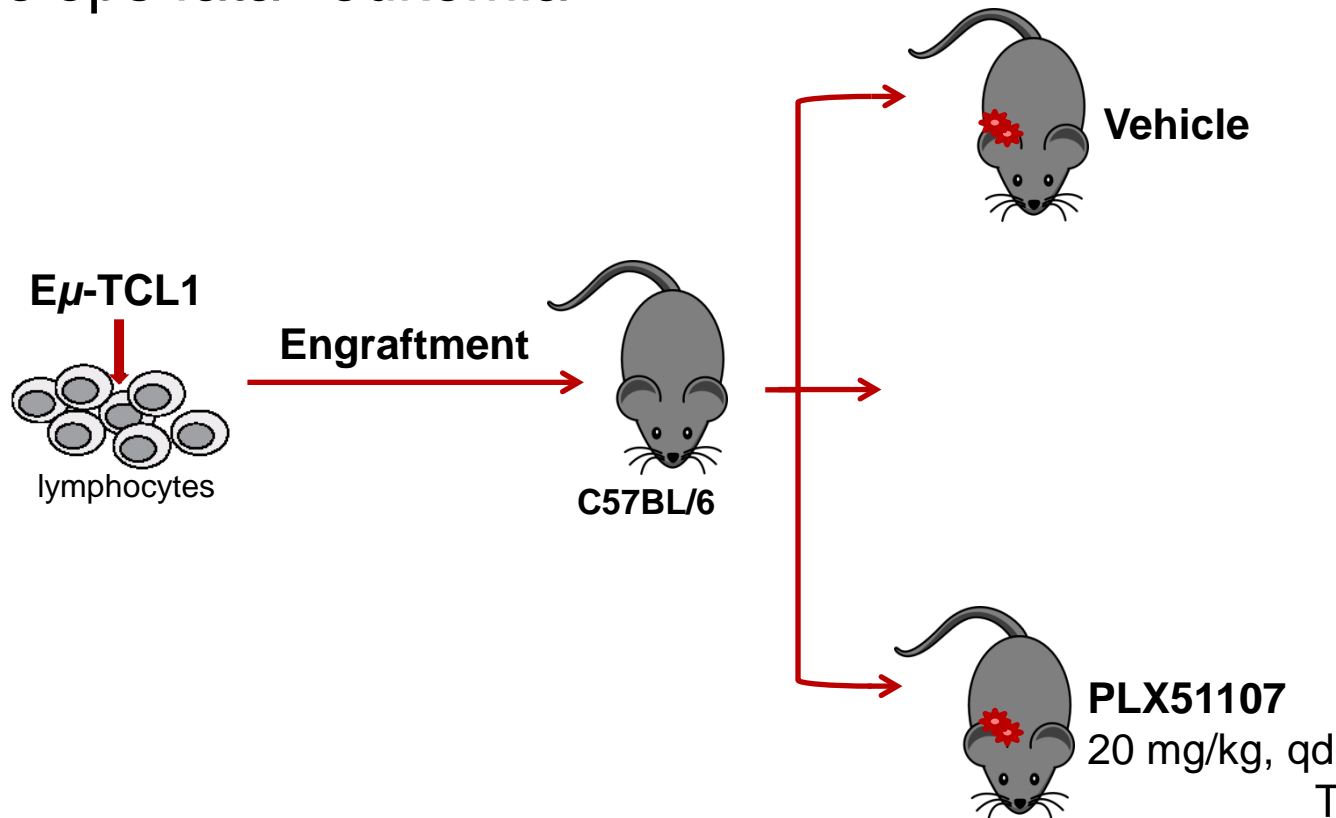 Vehicle
Eμ-TCL1
Engraftment
lymphocytes
C57BL/6
PLX51107
20 mg/kg, qd
T